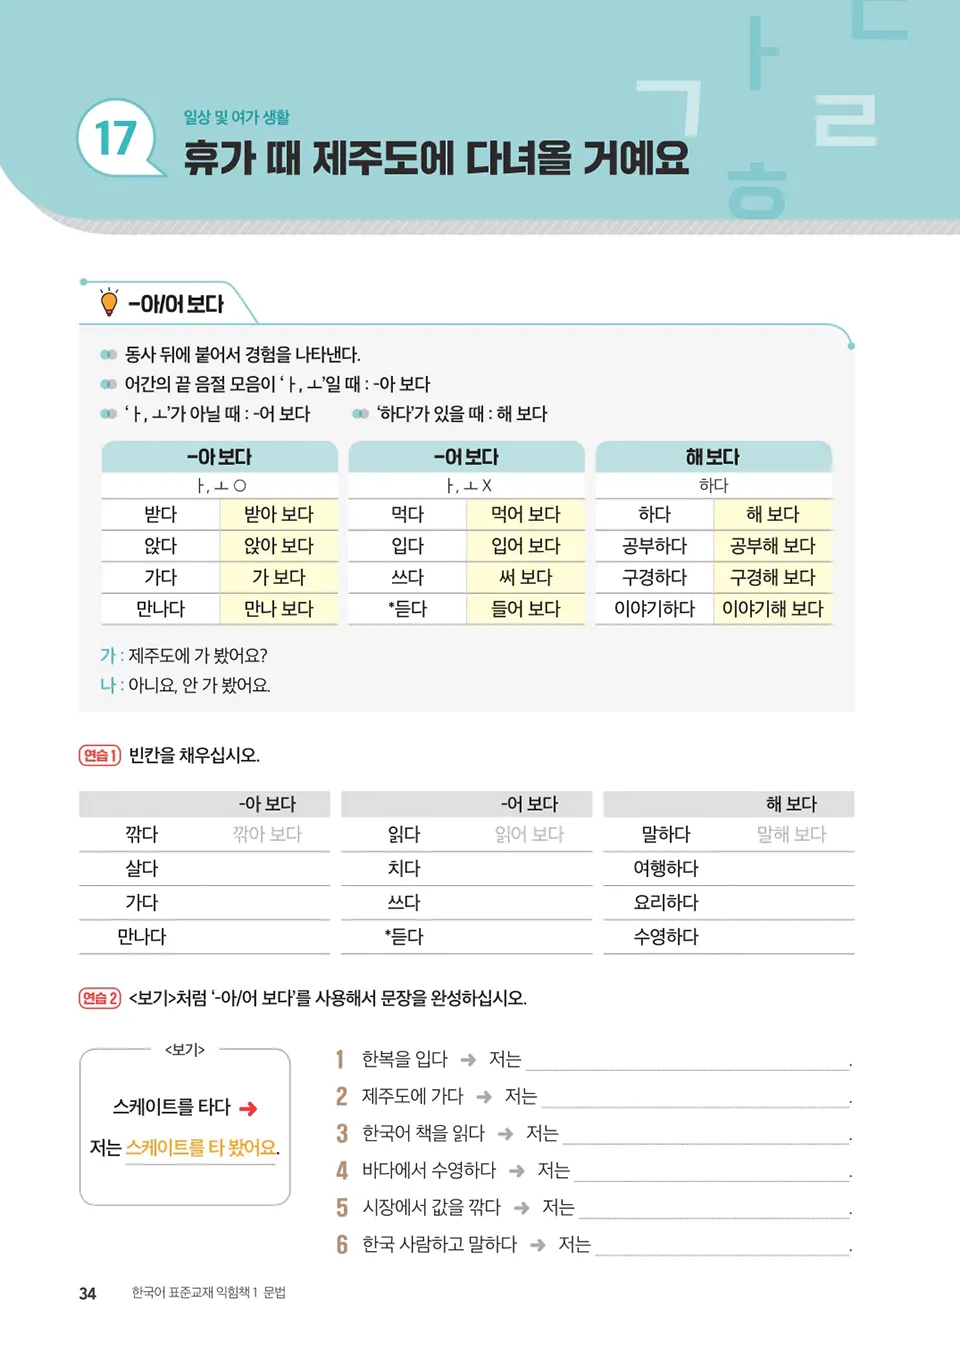 17
일상 및 여가 생활
휴가 때 제주도에 다녀올 거예요
ㅏ ㄷ ㄱ ㄹ ㅎ
-아/어 보다
동사 뒤에 붙어서 경험을 나타낸다.
어간의 끝 음절 모음이 ‘ㅏ, ㅗ’일 때 : -아 보다
‘ㅏ, ㅗ’가 아닐 때 : -어 보다 ‘하다’가 있을 때 : 해 보다
-아 보다 -어 보다 해 보다
ㅏ, ㅗ O ㅏ, ㅗ X 하다
받다 받아 보다 먹다 먹어 보다 하다 해 보다
앉다 앉아 보다 입다 입어 보다 공부하다 공부해 보다
가다 가 보다 쓰다 써 보다 구경하다 구경해 보다
만나다 만나 보다 *듣다 들어 보다 이야기하다 이야기해 보다
가 : 제주도에 가 봤어요?
나 : 아니요, 안 가 봤어요.
연습 1 빈칸을 채우십시오.
-아 보다 -어 보다 해 보다
깎다 깎아 보다 읽다 읽어 보다 말하다 말해 보다
살다 치다 여행하다
가다 쓰다 요리하다
만나다 *듣다 수영하다
연습 2 <보기>처럼 ‘-아/어 보다’를 사용해서 문장을 완성하십시오.
<보기>
스케이트를 타다 ➜
저는 스케이트를 타 봤어요.
1 한복을 입다 ➜ 저는 .
2 제주도에 가다 ➜ 저는 .
3 한국어 책을 읽다 ➜ 저는 .
4 바다에서 수영하다 ➜ 저는 .
5 시장에서 값을 깎다 ➜ 저는 .
6 한국 사람하고 말하다 ➜ 저는 .
34 한국어 표준교재 익힘책 1 문법